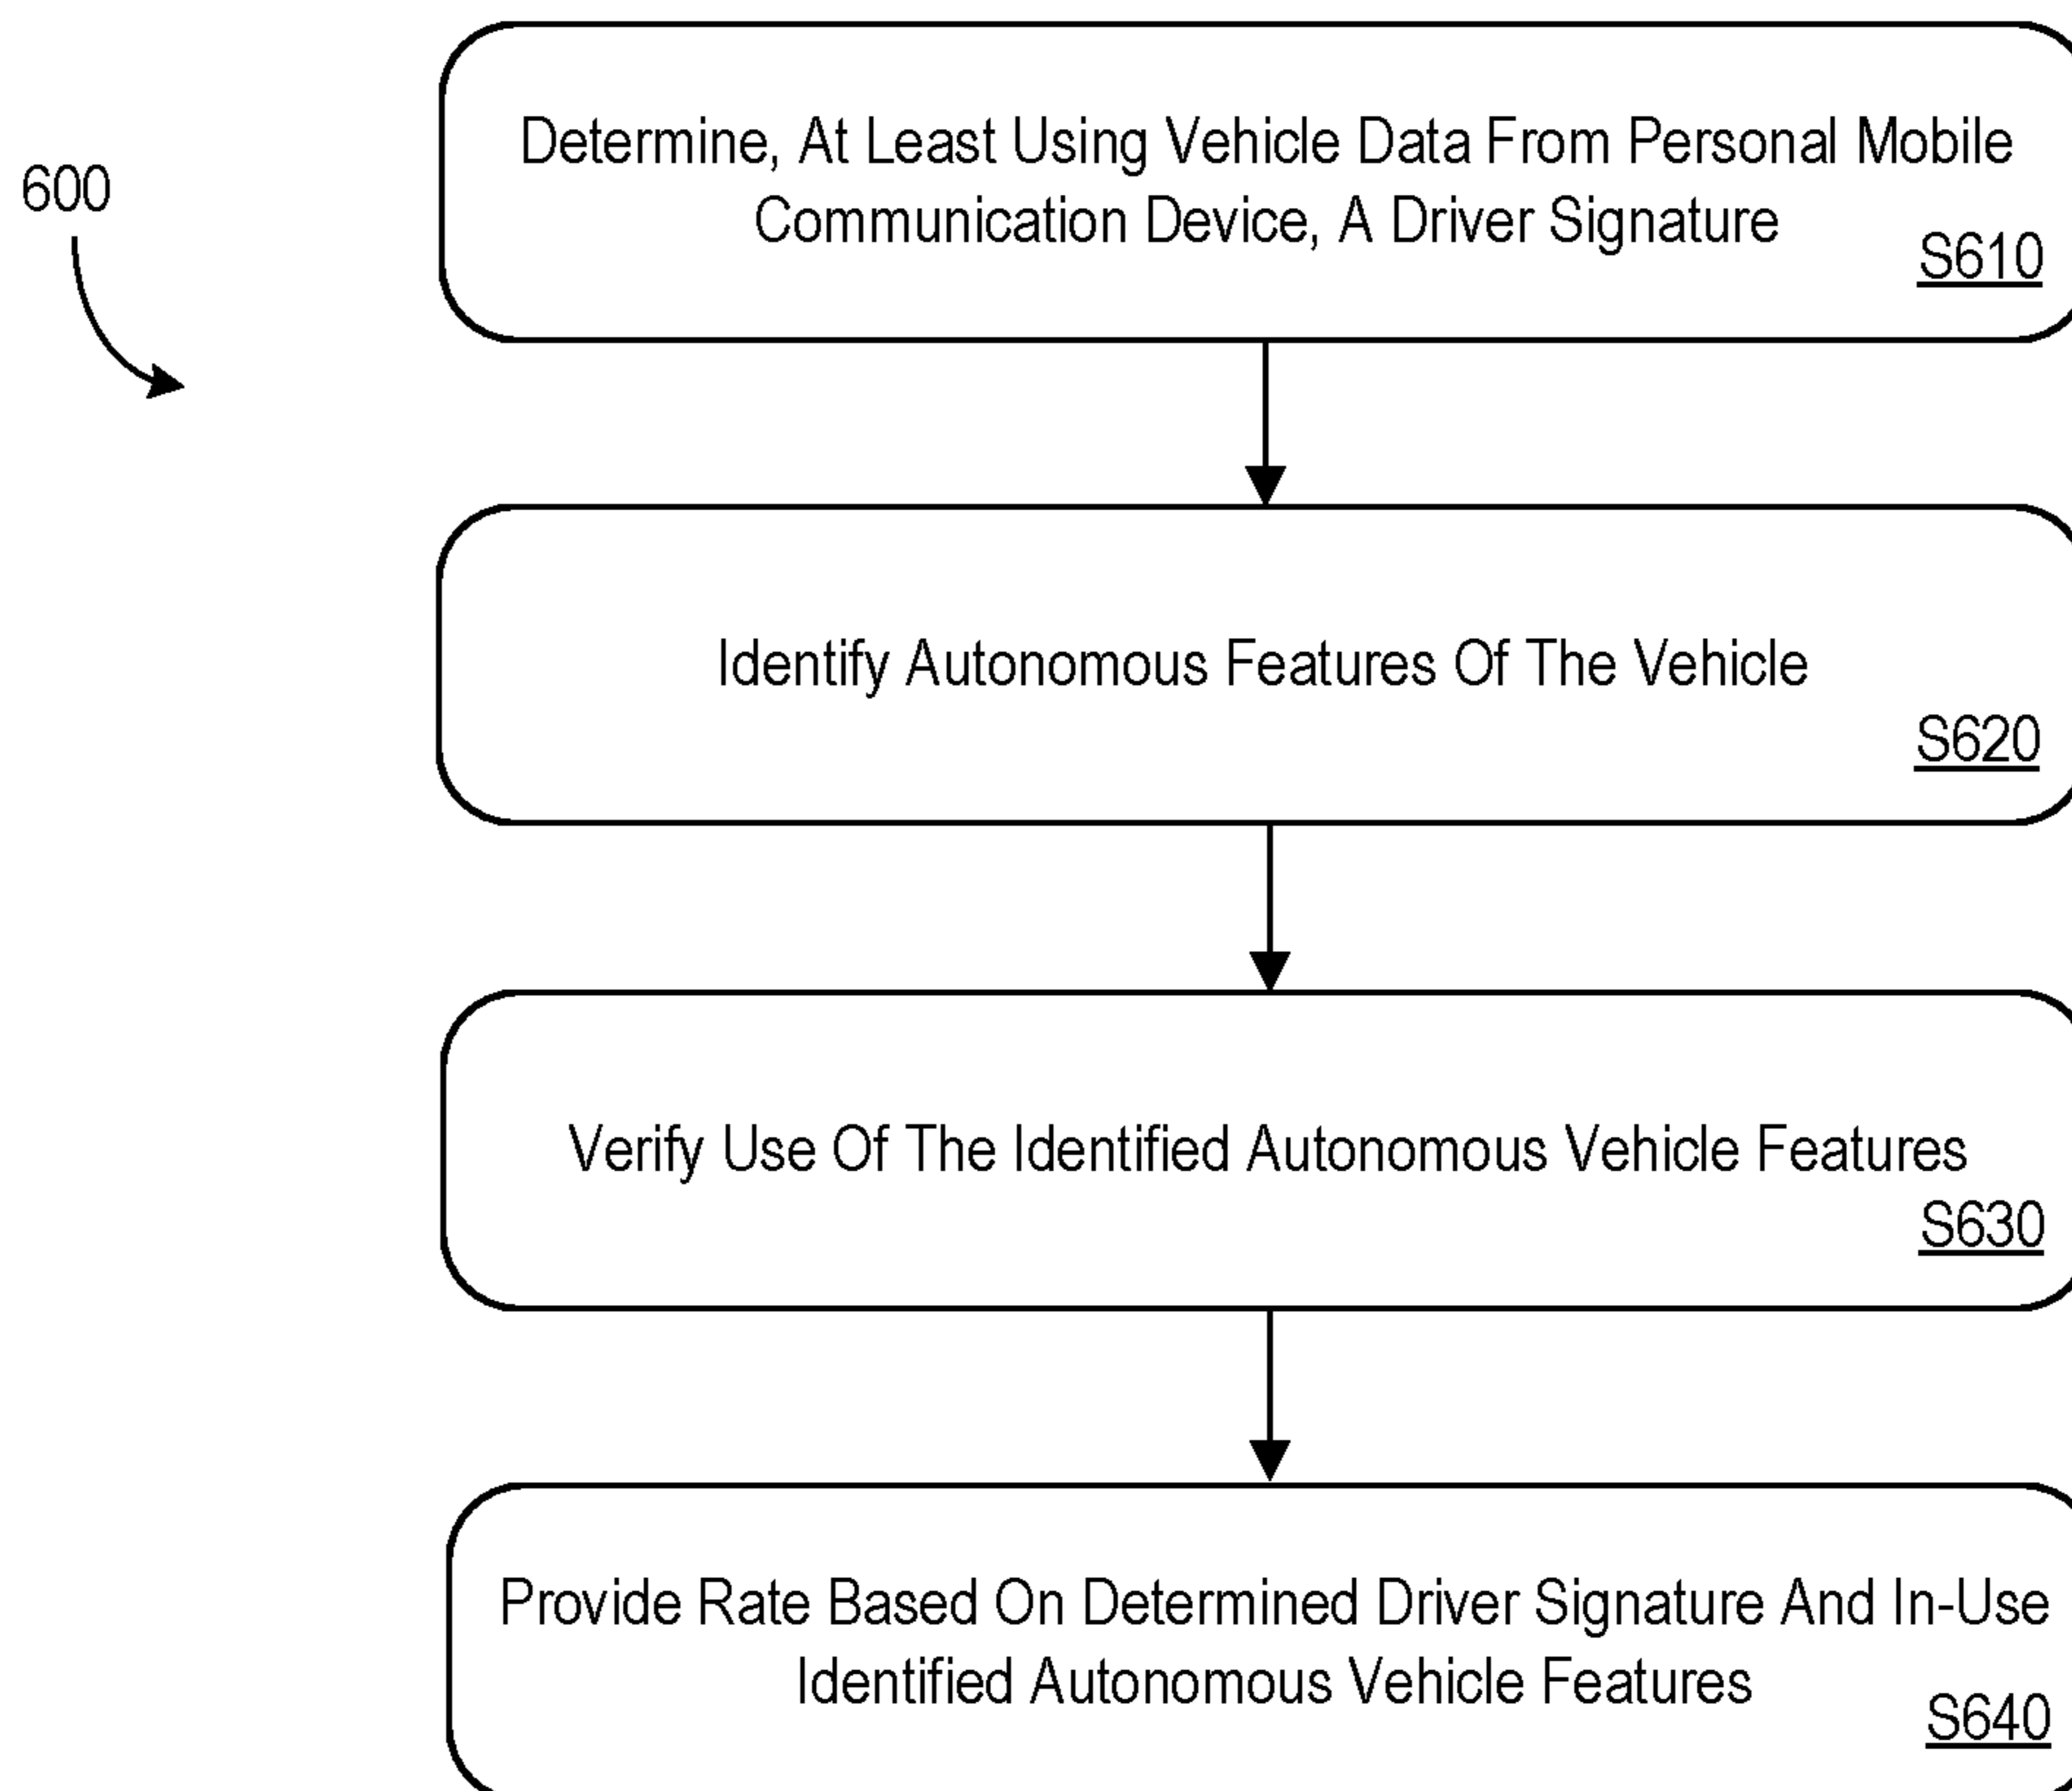 600
Determine, At Least Using Vehicle Data From Personal Mobile
Communication Device, A Driver Signature
S610
Identify Autonomous Features Of The Vehicle
S620
Verify Use Of The Identified Autonomous Vehicle Features
S630
Provide Rate Based On Determined Driver Signature And In-Use
Identified Autonomous Vehicle Features
S640